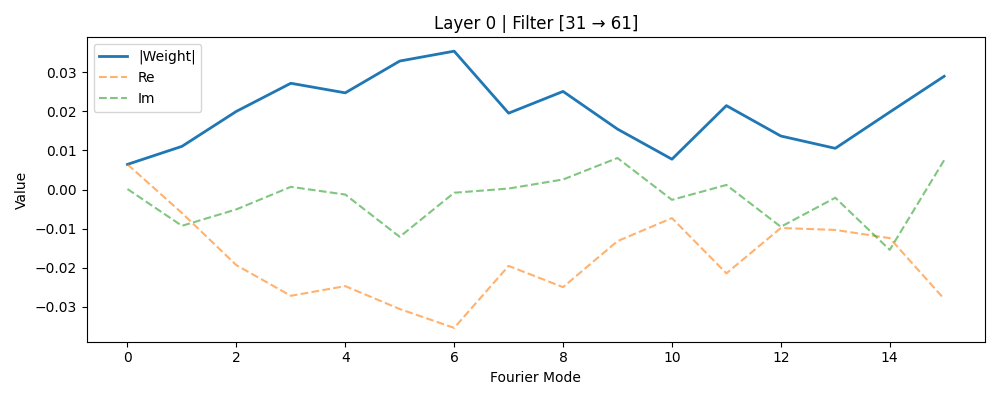 Layer 0 | Filter [31 → 61]
|Weight|
Re
Im
0.03
0.02
0.01
0.00
−0.01
−0.02
−0.03
Value
0 2 4 6 8 10 12 14
Fourier Mode